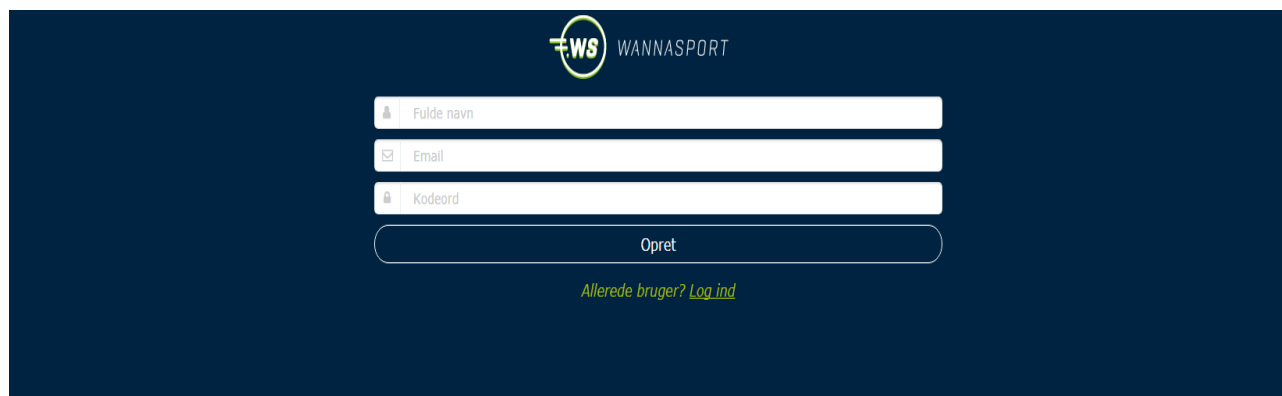 WS WANNASPORT
Fulde navn
Email
Kodeord
Opret
Allerede bruger? Log ind